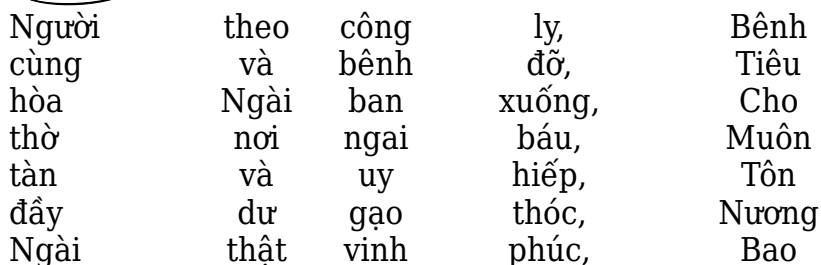 Người theo công ly, Bênh
cùng và bênh đỡ, Tiêu
hòa Ngài ban xuống, Cho
thờ nơi ngai báu, Muôn
tàn và uy hiếp, Tôn
đầy dư gạo thóc, Nương
Ngài thật vinh phúc, Bao